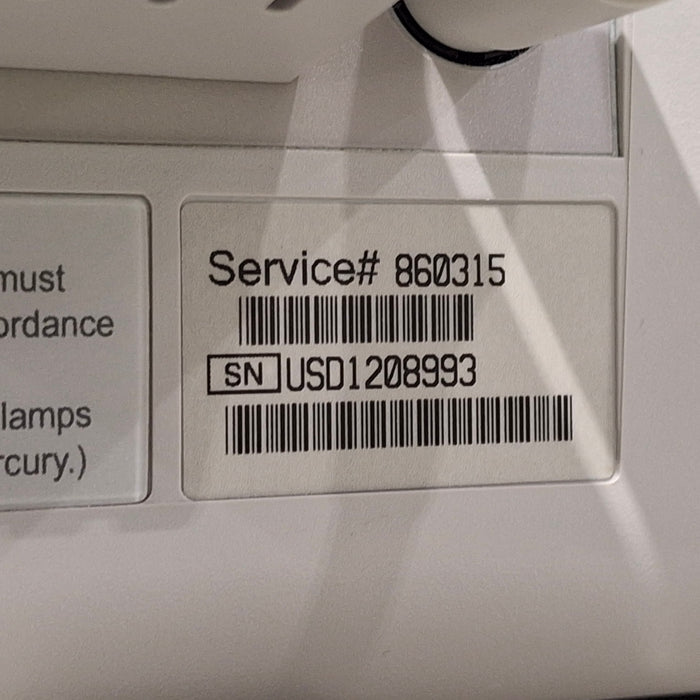 must
ordance
lamps
rcury.)
Service# 860315
SN USD1208993